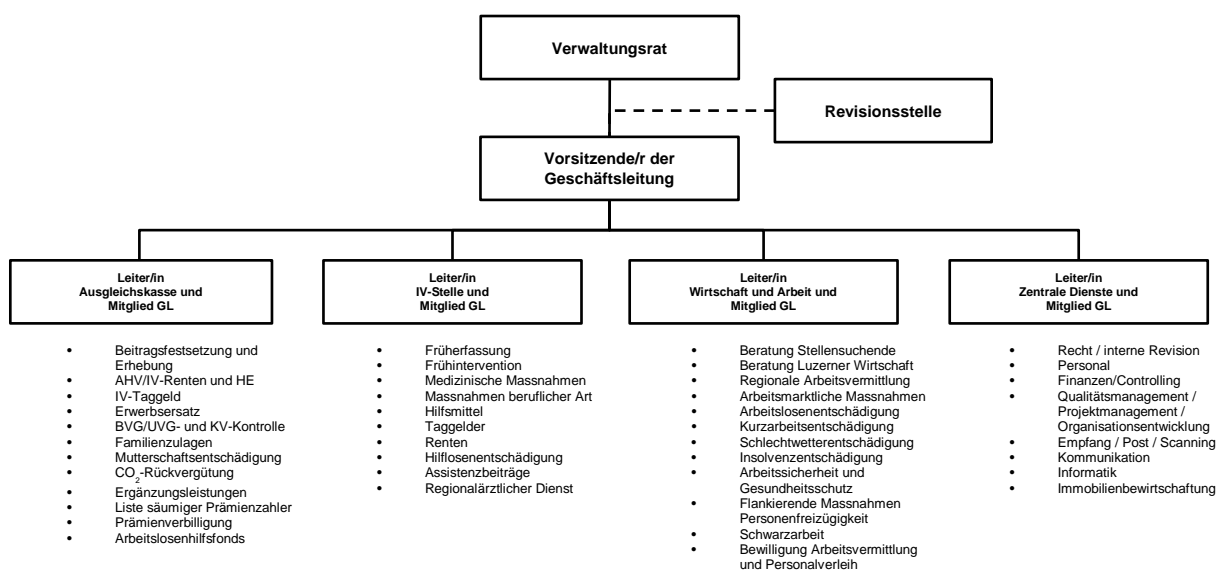 Verwaltungsrat
Revisionsstelle
Vorsitzende/r der
Geschäftsleitung
Leiter/in
Ausgleichskasse und
Mitglied GL
• Beitragsfestsetzung und
Erhebung
• AHV/IV-Renten und HE
• IV-Taggeld
• Erwerbsersatz
• BVG/UVG- und KV-Kontrolle
• Familienzulagen
• Mutterschaftsentschädigung
• CO2-Rückvergütung
• Ergänzungsleistungen
• Liste säumiger Prämienzahler
• Prämienverbilligung
• Arbeitslosenhilfsfonds
Leiter/in
IV-Stelle und
Mitglied GL
• Früherfassung
• Frühintervention
• Medizinische Massnahmen
• Massnahmen beruflicher Art
• Hilfsmittel
• Taggelder
• Renten
• Hilflosenentschädigung
• Assistenzbeiträge
• Regionalärztlicher Dienst
Leiter/in
Wirtschaft und Arbeit und
Mitglied GL
• Beratung Stellensuchende
• Beratung Luzerner Wirtschaft
• Regionale Arbeitsvermittlung
• Arbeitsmarktliche Massnahmen
• Arbeitslosenentschädigung
• Kurzarbeitsentschädigung
• Schlechtwetterentschädigung
• Insolvenzentschädigung
• Arbeitssicherheit und
Gesundheitsschutz
• Flankierende Massnahmen
Personenfreizügigkeit
• Schwarzarbeit
• Bewilligung Arbeitsvermittlung
und Personalverleih
Leiter/in
Zentrale Dienste und
Mitglied GL
• Recht / interne Revision
• Personal
• Finanzen/Controlling
• Qualitätsmanagement /
Projektmanagement /
Organisationsentwicklung
• Empfang / Post / Scanning
• Kommunikation
• Informatik
• Immobilienbewirtschaftung